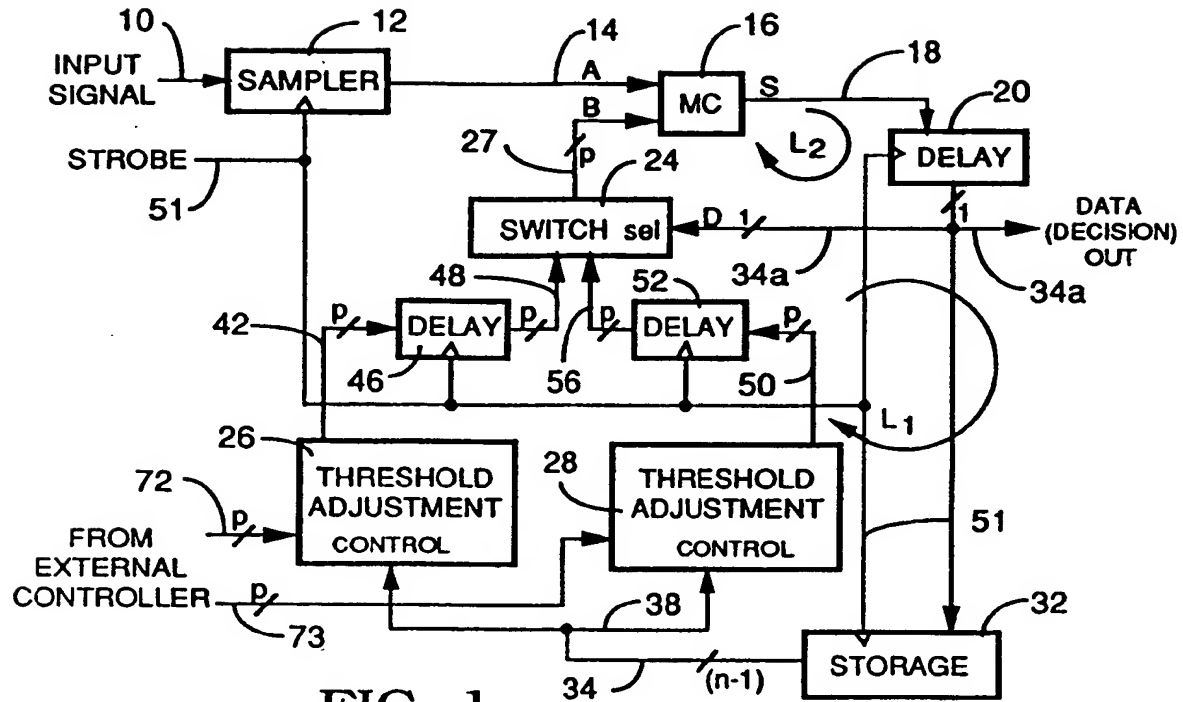 10
12
14
16
18
20
INPUT
SIGNAL
SAMPLER
A
B
MC
S
L2
DELAY
STROBE
51
27
p
24
SWITCH sel
D 1
1
DATA
(DECISION)
OUT
34a
34a
48
52
42
p
DELAY
p
p
DELAY
p
46
56
50
L1
26
THRESHOLD
ADJUSTMENT
CONTROL
28
THRESHOLD
ADJUSTMENT
CONTROL
72
p
51
FROM
EXTERNAL
CONTROLLER
p
73
38
32
STORAGE
34
(n-1)